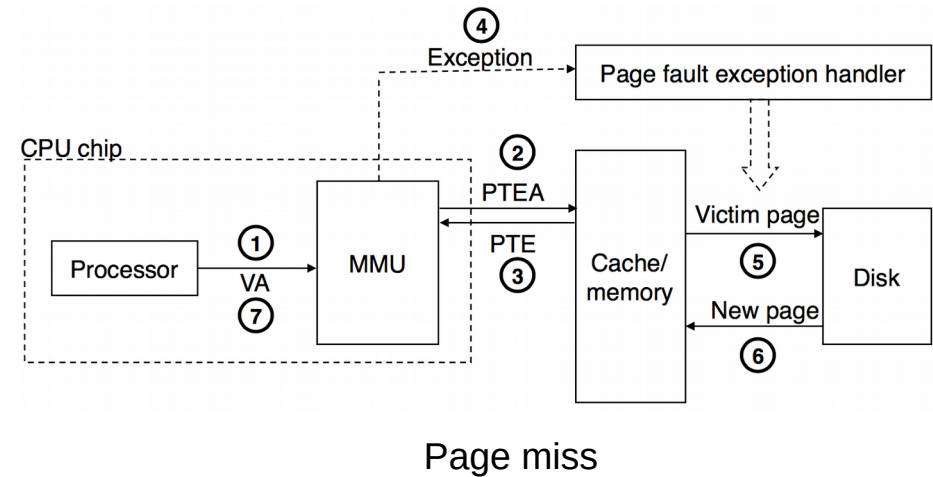 4
Exception
Page fault exception handler
CPU chip
2
PTEA
Victim page
1
Processor
MMU
PTE
Cache/
memory
5
Disk
VA
3
7
New page
6
Page miss